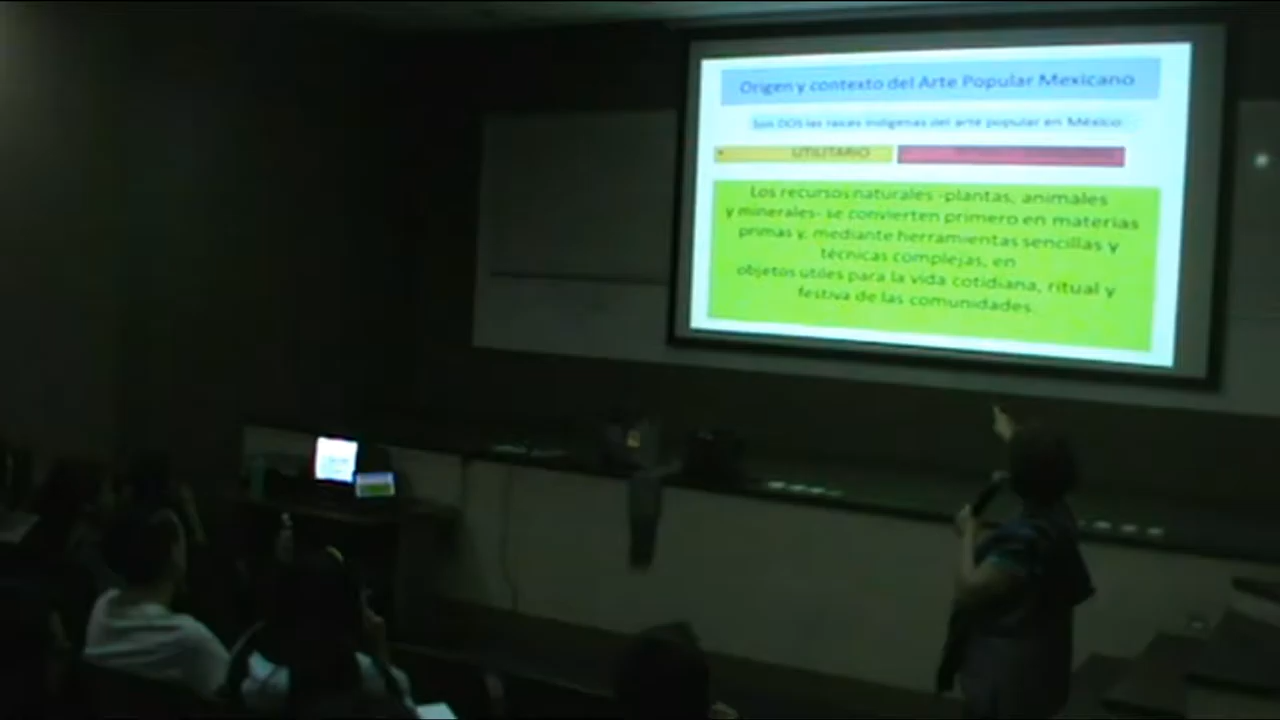 Origen y contexto del Arte Popular Mexicano
Son DOS las raíces indígenas del arte popular en México
UTILITARIO
Los recursos naturales -plantas, animales
y minerales- se convierten primero en materias
primas y, mediante herramientas sencillas y
técnicas complejas, en
objetos útiles para la vida cotidiana, ritual y
festiva de las comunidades.